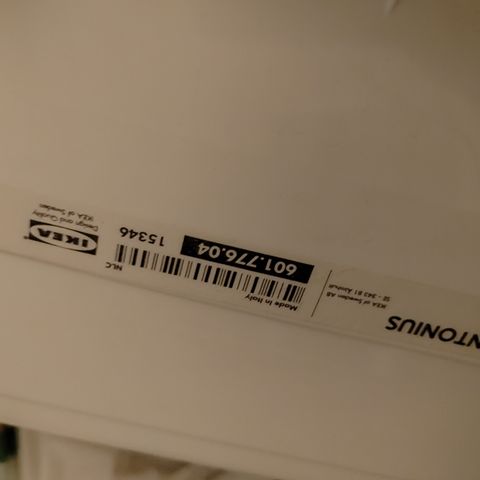 NTONIUS
IKEA of Sweden AB
SE - 343 81 Älmhult
Made in Italy
601.776.04
NLC
15346
IKEA
Design and Quality
IKEA of Sweden